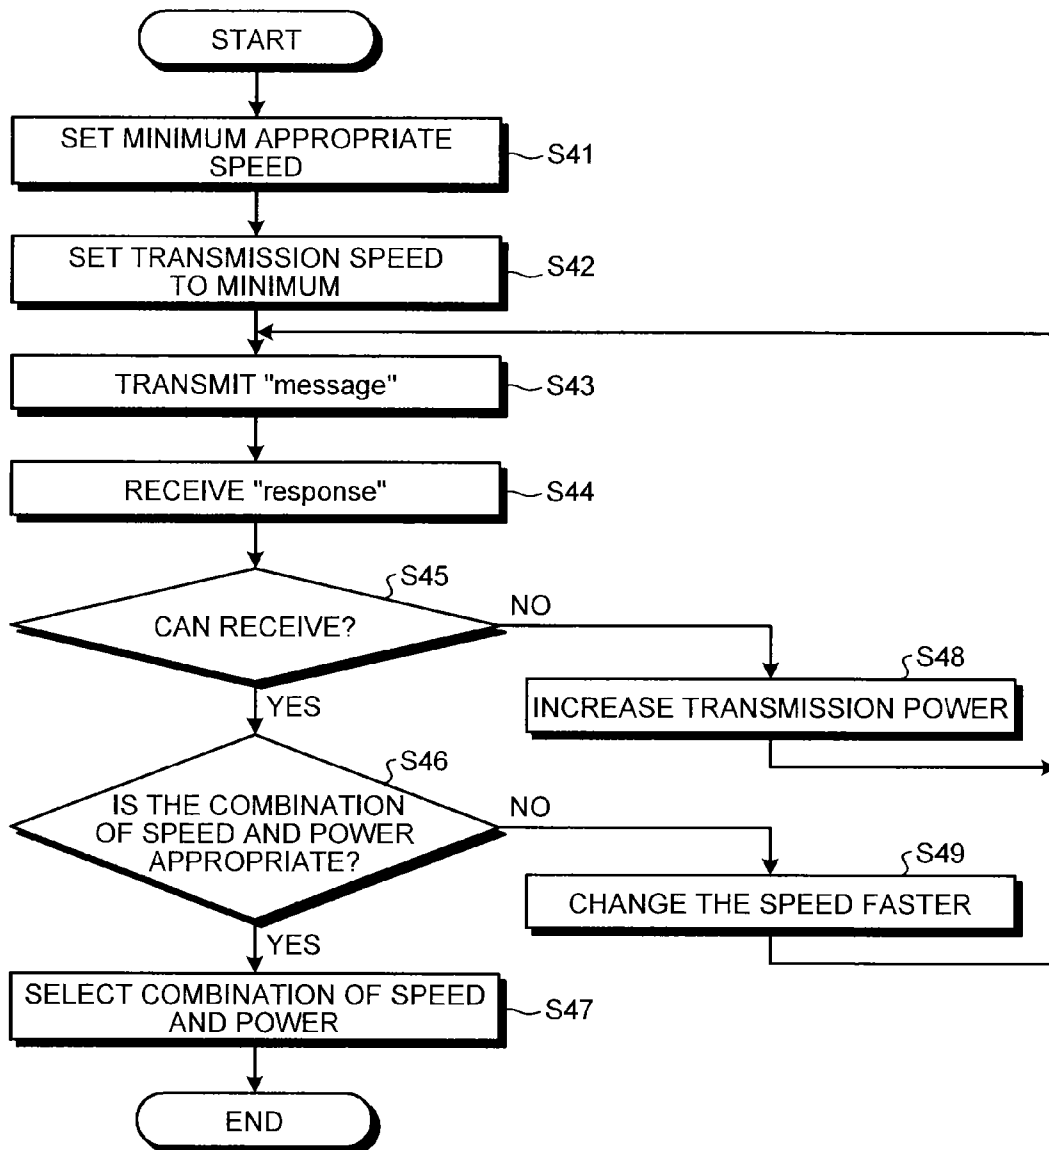 START
SET MINIMUM APPROPRIATE
SPEED
S41
SET TRANSMISSION SPEED
TO MINIMUM
S42
TRANSMIT "message"
S43
RECEIVE "response"
S44
S45
CAN RECEIVE?
NO
YES
S48
INCREASE TRANSMISSION POWER
S46
IS THE COMBINATION
OF SPEED AND POWER
APPROPRIATE?
NO
YES
S49
CHANGE THE SPEED FASTER
SELECT COMBINATION OF SPEED
AND POWER
S47
END